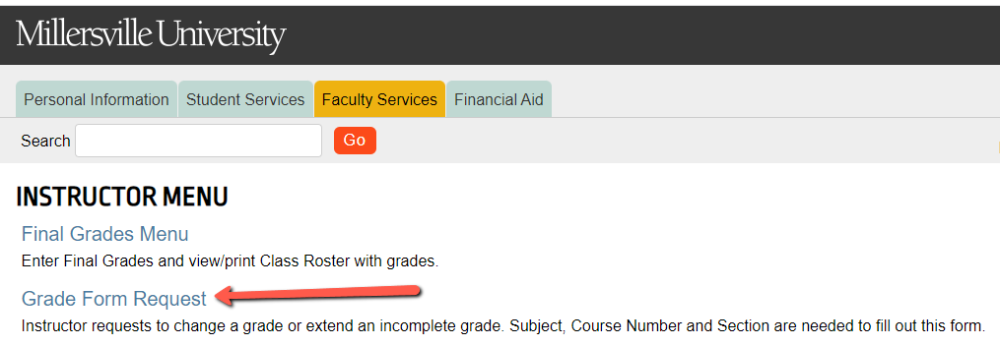 Millersville University
Personal Information Student Services Faculty Services Financial Aid
Search Go
INSTRUCTOR MENU
Final Grades Menu
Enter Final Grades and view/print Class Roster with grades.
Grade Form Request
Instructor requests to change a grade or extend an incomplete grade. Subject, Course Number and Section are needed to fill out this form.